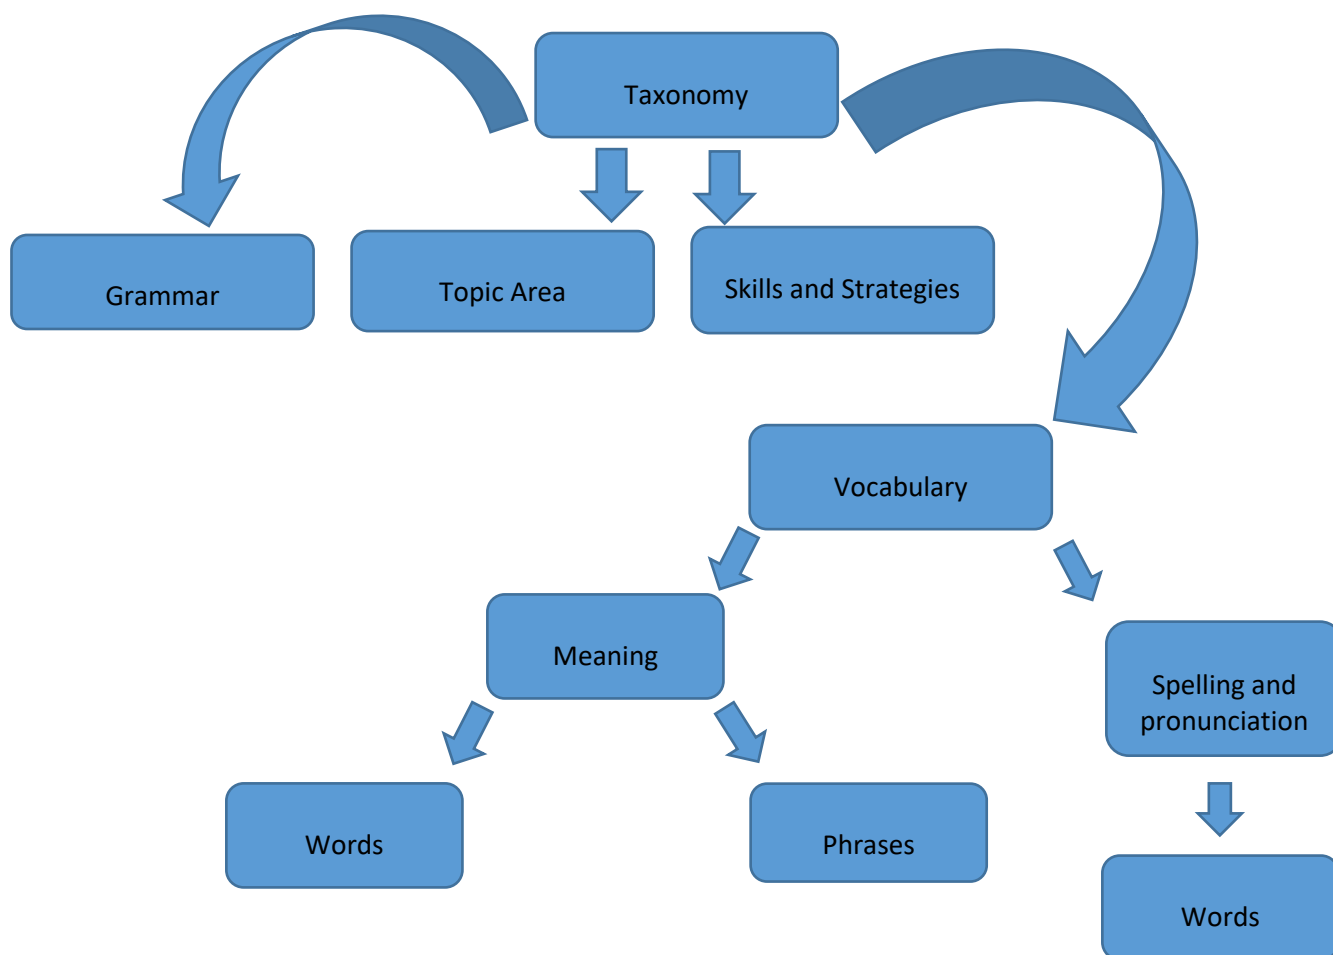 Taxonomy
Grammar
Topic Area
Skills and Strategies
Vocabulary
Meaning
Spelling and
pronunciation
Words
Phrases
Words